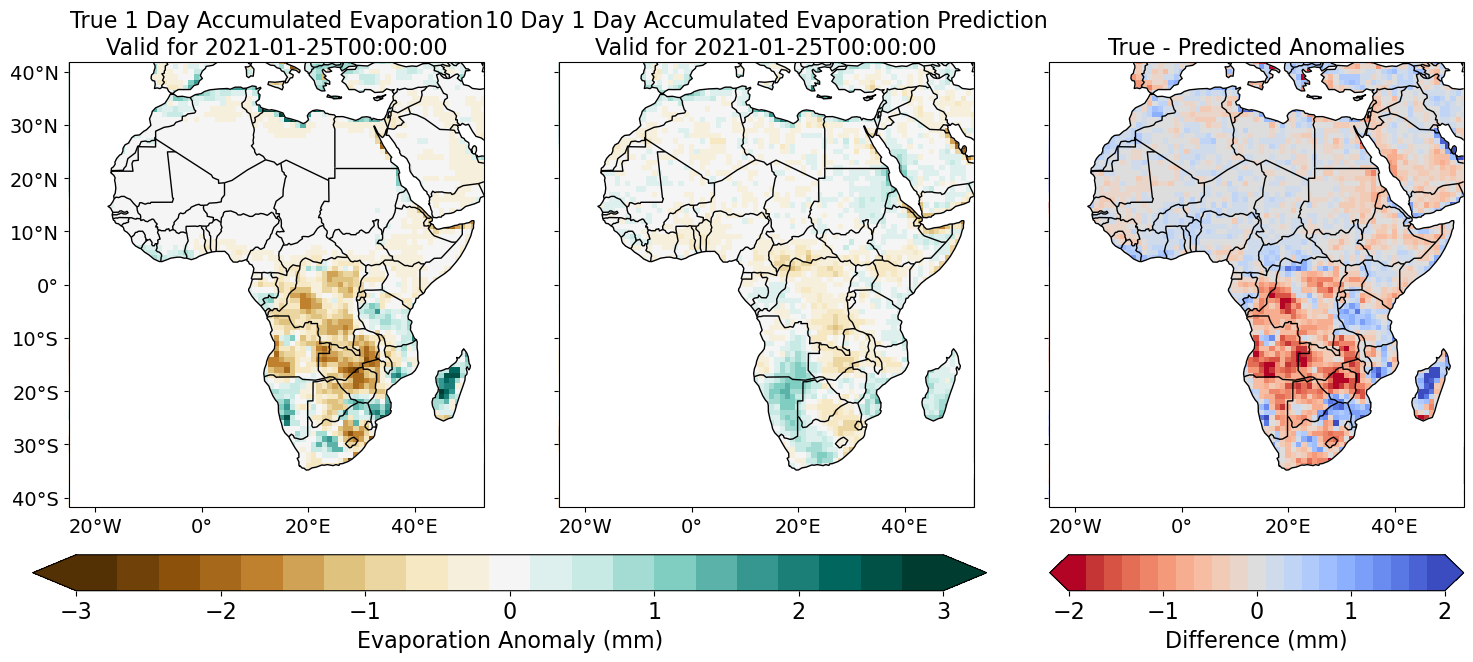 True 1 Day Accumulated Evaporation
Valid for 2021-01-25T00:00:00
10 Day 1 Day Accumulated Evaporation Prediction
Valid for 2021-01-25T00:00:00
True - Predicted Anomalies
40°N
30°N
20°N
10°N
0°
10°S
20°S
30°S
40°S
20°W 0° 20°E 40°E
20°W 0° 20°E 40°E
20°W 0° 20°E 40°E
−3 −2 −1 0 1 2 3
Evaporation Anomaly (mm)
−2 −1 0 1 2
Difference (mm)